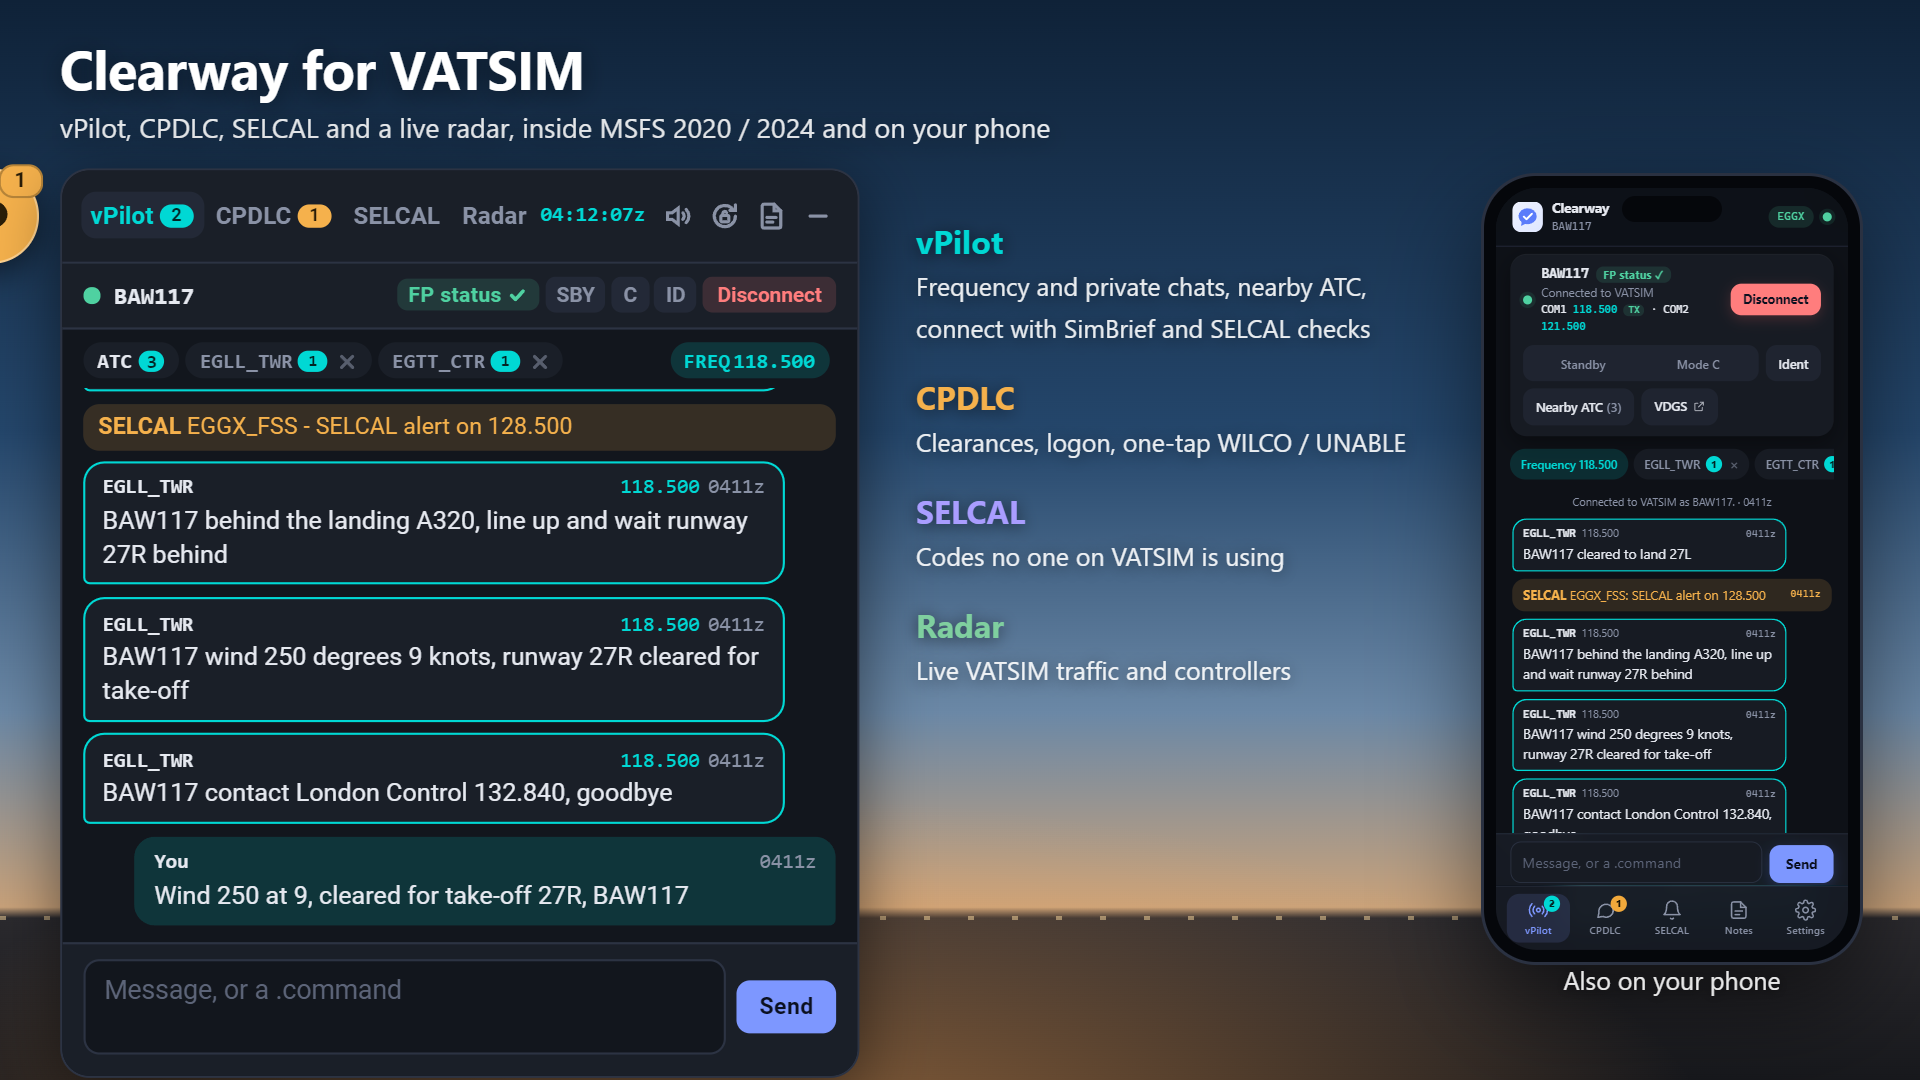 Clearway for VATSIM
vPilot, CPDLC, SELCAL and a live radar, inside MSFS 2020 / 2024 and on your phone
1
vPilot 2 CPDLC 1 SELCAL Radar 04:12:07z
BAW117 FP status ✓ SBY C ID Disconnect
ATC 3 EGLL_TWR 1 × EGTT_CTR 1 × FREQ 118.500
SELCAL EGGX_FSS - SELCAL alert on 128.500
EGLL_TWR 118.500 0411z
BAW117 behind the landing A320, line up and wait runway
27R behind
EGLL_TWR 118.500 0411z
BAW117 wind 250 degrees 9 knots, runway 27R cleared for
take-off
EGLL_TWR 118.500 0411z
BAW117 contact London Control 132.840, goodbye
You 0411z
Wind 250 at 9, cleared for take-off 27R, BAW117
Message, or a .command
Send
vPilot
Frequency and private chats, nearby ATC,
connect with SimBrief and SELCAL checks
CPDLC
Clearances, logon, one-tap WILCO / UNABLE
SELCAL
Codes no one on VATSIM is using
Radar
Live VATSIM traffic and controllers
Clearway
BAW117
EGGX
BAW117 FP status ✓
Connected to VATSIM
COM1 118.500 TX · COM2
121.500
Disconnect
Standby Mode C Ident
Nearby ATC (3) VDGS
Frequency 118.500 EGLL_TWR 1 × EGTT_CTR 1
Connected to VATSIM as BAW117. · 0411z
EGLL_TWR 118.500 0411z
BAW117 cleared to land 27L
SELCAL EGGX_FSS: SELCAL alert on 128.500 0411z
EGLL_TWR 118.500 0411z
BAW117 behind the landing A320, line up
and wait runway 27R behind
EGLL_TWR 118.500 0411z
BAW117 wind 250 degrees 9 knots,
runway 27R cleared for take-off
EGLL_TWR 118.500 0411z
BAW117 contact London Control 132.840,
Message, or a .command
Send
2 1
vPilot CPDLC SELCAL Notes Settings
Also on your phone